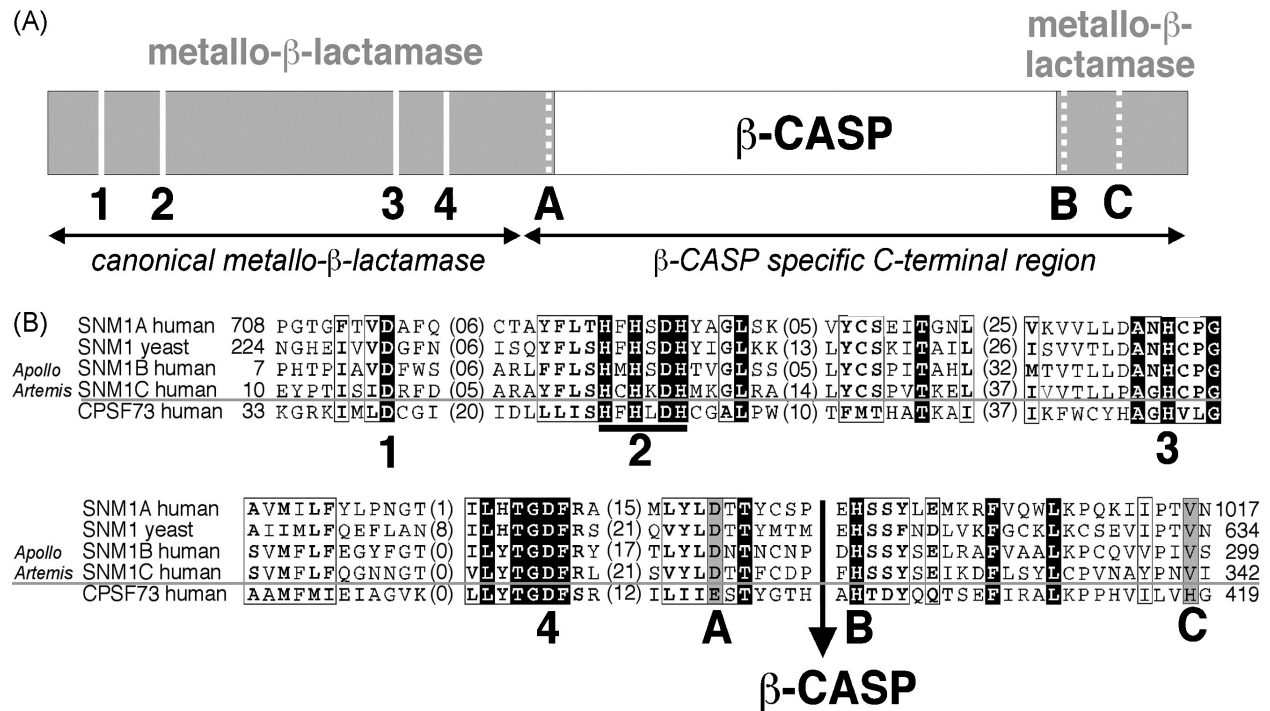 (A)
metallo-β-lactamase
metallo-β-
lactamase
β-CASP
1 2 3 4 A B C
canonical metallo-β-lactamase
β-CASP specific C-terminal region
(B)
SNM1A human 708 PGTGFTVDAFQ (06) CTAYFLTHFHSDHYAGLSK (05) VYCSEITGNL (25) VKVVLLDANHCPG
SNM1 yeast 224 NGHEIVVDGFN (06) ISQYFLSHFHSDHYIGLKK (13) LYCSKITAIL (26) ISVVTLDANHCPG
Apollo SNM1B human 7 PHTPIAVDFWS (06) ARLYFLSHMHSDHTVGLSS (05) LYCSPITAHL (32) MTVTLLDANHCPG
Artemis SNM1C human 10 EYPTISIDRFD (05) ARAYFLSHCHKDHMKGLRA (14) LYCSPVTKEL (37) IVVTLLPAGHCPG
CPSF73 human 33 KGRKIMLDCGI (20) IDLLLISHFHLDHCGALPW (10) TFMTHATKAI (37) IKFWCYHAGHVLG
1 2 3
SNM1A human AVMILFYLPNGT (1) ILHTGDFRA (15) MLYLDTTYCSP EHSSYLEMKRFVQWLKPQKIIPTVN 1017
SNM1 yeast AIIMLFQEFLAN (8) ILHTGDFRS (21) QVYLDTTYMTM EHSSYNDLVKFGCKLKCSEVIPTVN 634
Apollo SNM1B human SVMFLFEGYFGT (0) ILYTGDFRY (17) TLYLDNTNCNP DHSSYSELRAFVAALKPCQVVPIVS 299
Artemis SNM1C human SVMFLFQGNNGT (0) VLYTGDFRL (21) SVYLDTTFCDP FHSSYSEIKDFLSYLCPVNAYPNVI 342
CPSF73 human AAMFMIEIAGVK (0) LLYTGDFSR (12) ILIIESTYGTH AHTDYQQTSEFIRALKPPHVILVHG 419
4 A B C
β-CASP